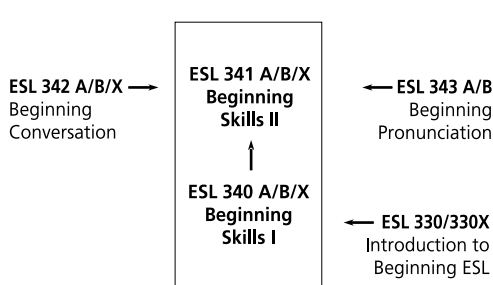 ESL 342 A/B/X
Beginning
Conversation
ESL 341 A/B/X
Beginning
Skills II
ESL 343 A/B
Beginning
Pronunciation
ESL 340 A/B/X
Beginning
Skills I
ESL 330/330X
Introduction to
Beginning ESL